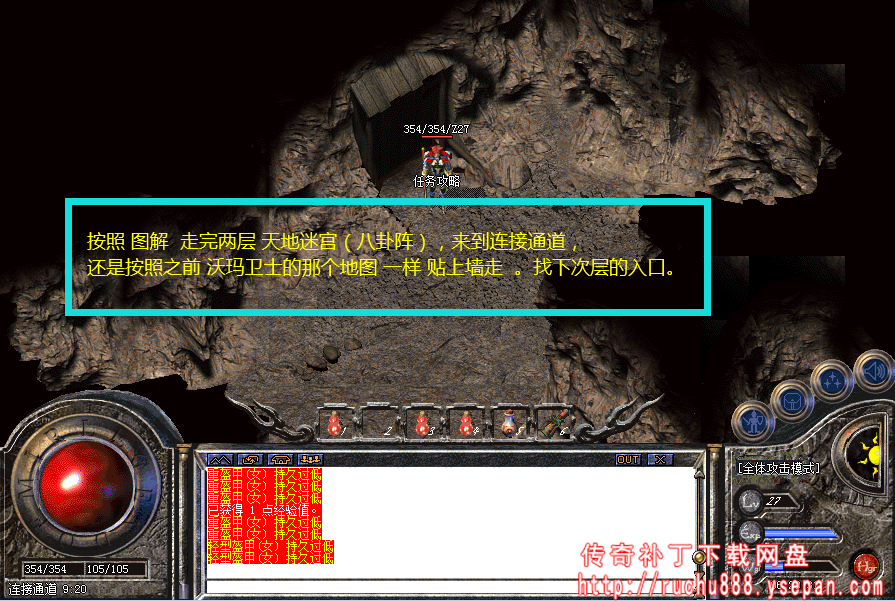 354/354/Z27
任务攻略
按照 图解 走完两层 天地迷宫（八卦阵），来到连接通道，
还是按照之前 沃玛卫士的那个地图 一样 贴上墙走 。找下次层的入口。
1 2 3 4 5 6
OUT
[全体攻击模式]
重盔甲(女) 持久过低
重盔甲(女) 持久过低
重盔甲(女) 持久过低
已获得 1 点经验值。
重盔甲(女) 持久过低
重盔甲(女) 持久过低
轻型盔甲(女) 持久过低
轻型盔甲(女) 持久过低
Lv 27
Exp
354/354 105/105
连接通道 9:20
传奇补丁下载网盘
http://ruchu888.ysepan.com